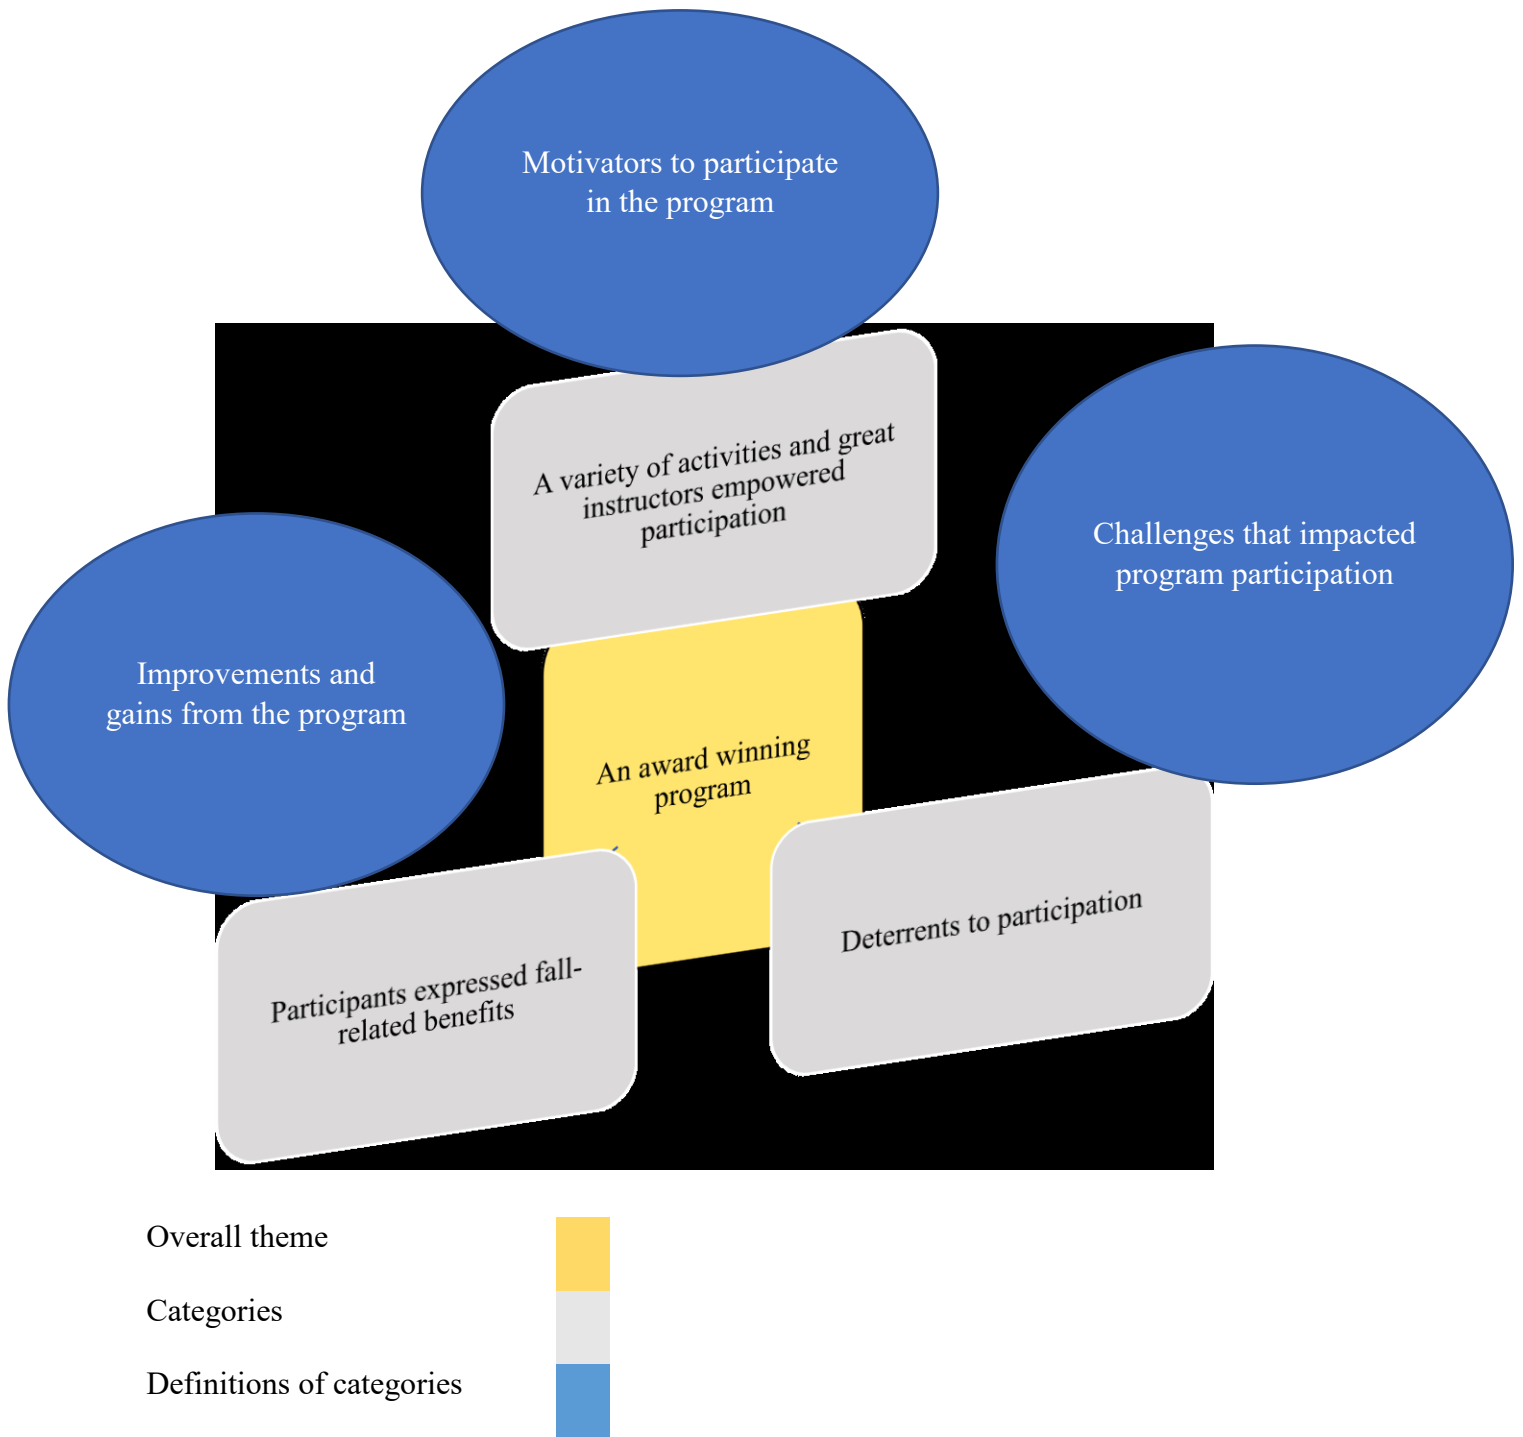 Motivators to participate
in the program
A variety of activities and great
instructors empowered
participation
Challenges that impacted
program participation
Improvements and
gains from the program
An award winning
program
Deterrents to participation
Participants expressed fall-
related benefits
Overall theme
Categories
Definitions of categories